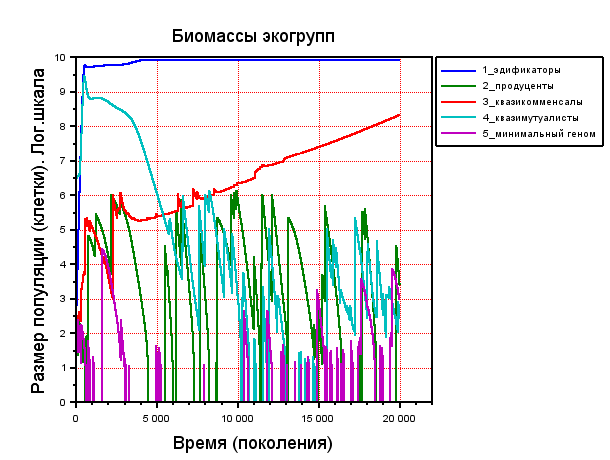 Биомассы экогрупп
Размер популяции (клетки). Лог.шкала
10
9
8
7
6
5
4
3
2
1
0
0
5 000
10 000
15 000
20 000
Время (поколения)
1_эдификаторы
2_продуценты
3_квазикомменсалы
4_квазимутуалисты
5_минимальный геном